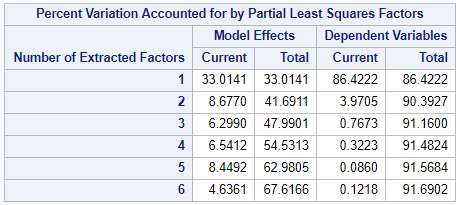 Percent Variation Accounted for by Partial Least Squares Factors
Number of Extracted Factors Model Effects Dependent Variables
Current Total Current Total
1 33.0141 33.0141 86.4222 86.4222
2 8.6770 41.6911 3.9705 90.3927
3 6.2990 47.9901 0.7673 91.1600
4 6.5412 54.5313 0.3223 91.4824
5 8.4492 62.9805 0.0860 91.5684
6 4.6361 67.6166 0.1218 91.6902